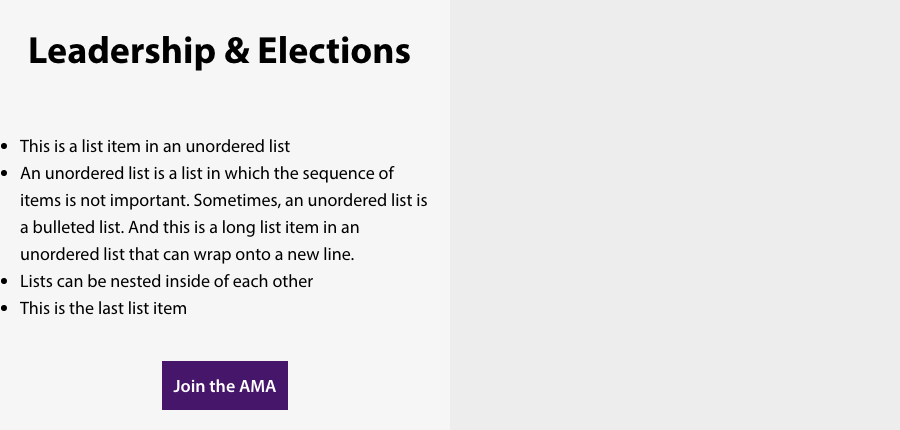 Leadership & Elections
This is a list item in an unordered list
An unordered list is a list in which the sequence of
items is not important. Sometimes, an unordered list is
a bulleted list. And this is a long list item in an
unordered list that can wrap onto a new line.
Lists can be nested inside of each other
This is the last list item
Join the AMA